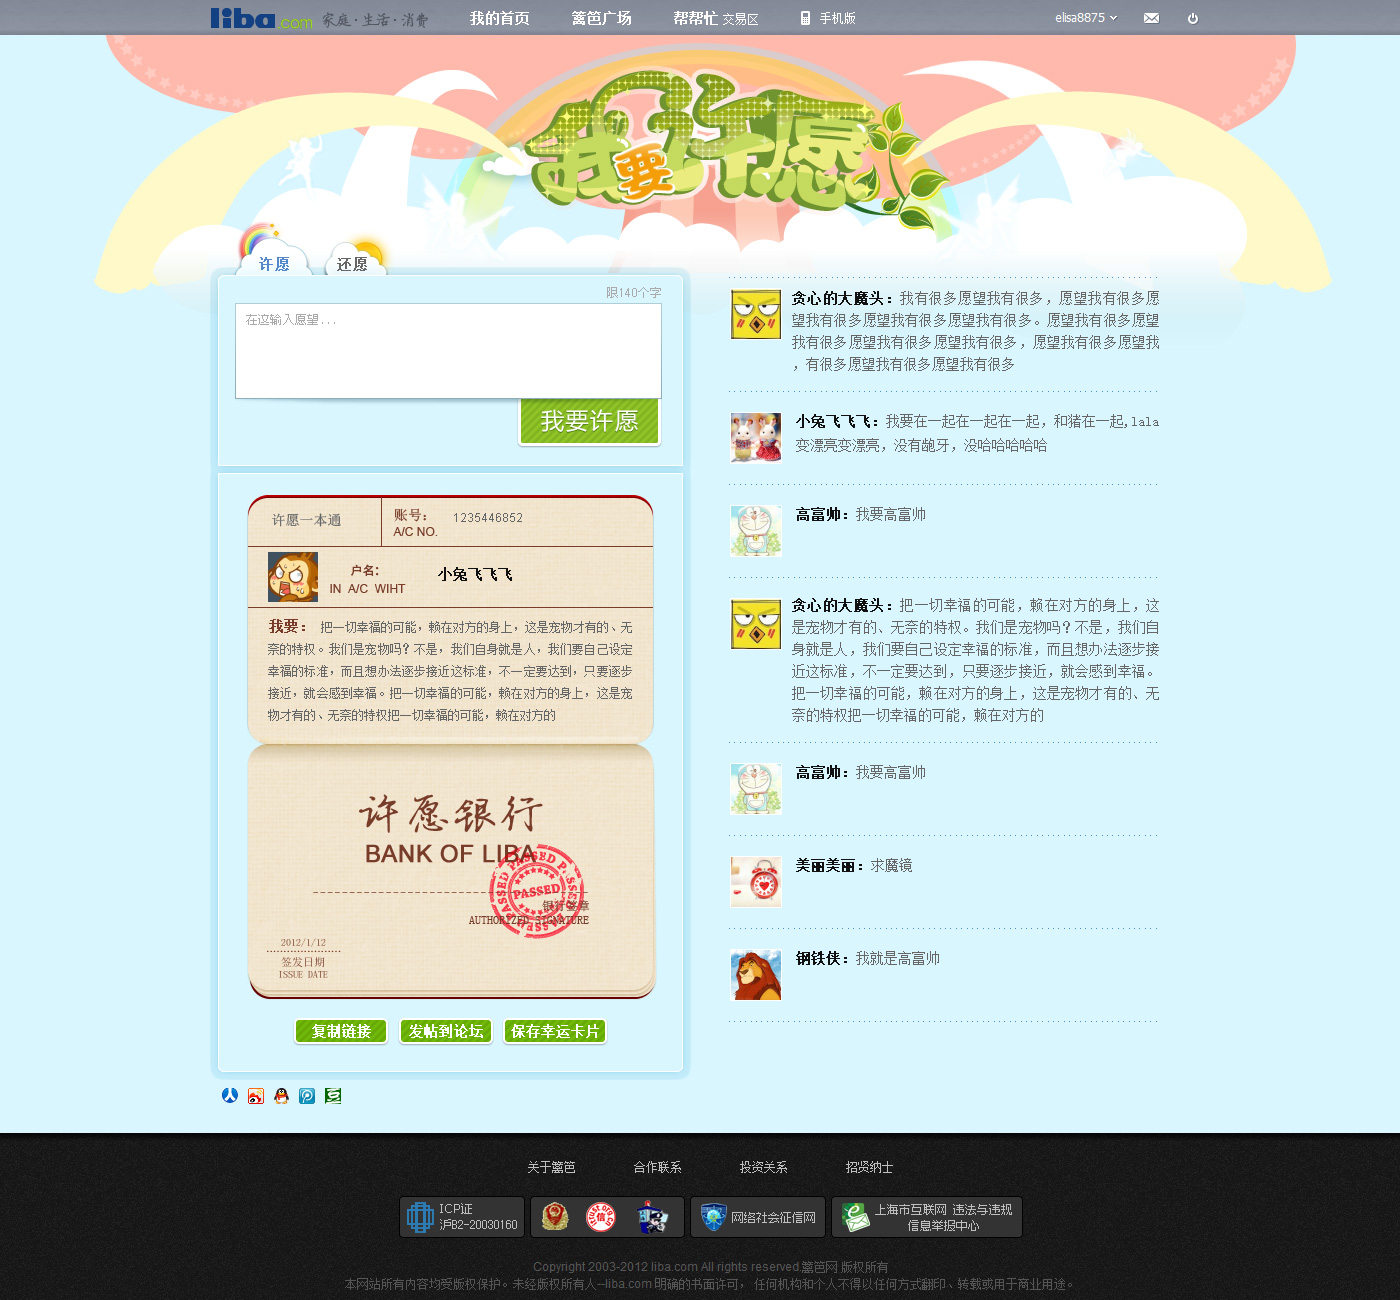 liba.com 家庭·生活·消费 我的首页 篱笆广场 帮帮忙 交易区 手机版 elisa8875
我要许愿
许愿 还愿
限140个字
在这输入愿望...
我要许愿
许愿一本通 账号： 1235446852
A/C NO.
户名： 小兔飞飞飞
IN A/C WIHT
我要： 把一切幸福的可能，赖在对方的身上，这是宠物才有的、无
奈的特权。我们是宠物吗？不是，我们自身就是人，我们要自己设定
幸福的标准，而且想办法逐步接近这标准，不一定要达到，只要逐步
接近，就会感到幸福。把一切幸福的可能，赖在对方的身上，这是宠
物才有的、无奈的特权把一切幸福的可能，赖在对方的
许愿银行
BANK OF LIBA
PASSED
银行签章
AUTHORIZED SIGNATURE
2012/1/12
签发日期
ISSUE DATE
复制链接 发帖到论坛 保存幸运卡片
贪心的大魔头：我有很多愿望我有很多，愿望我有很多愿
望我有很多愿望我有很多愿望我有很多。愿望我有很多愿望
我有很多愿望我有很多愿望我有很多，愿望我有很多愿望我
，有很多愿望我有很多愿望我有很多
小兔飞飞飞：我要在一起在一起在一起，和猪在一起,lala
变漂亮变漂亮，没有龅牙，没哈哈哈哈哈
高富帅：我要高富帅
贪心的大魔头：把一切幸福的可能，赖在对方的身上，这
是宠物才有的、无奈的特权。我们是宠物吗？不是，我们自
身就是人，我们要自己设定幸福的标准，而且想办法逐步接
近这标准，不一定要达到，只要逐步接近，就会感到幸福。
把一切幸福的可能，赖在对方的身上，这是宠物才有的、无
奈的特权把一切幸福的可能，赖在对方的
高富帅：我要高富帅
美丽美丽：求魔镜
钢铁侠：我就是高富帅
关于篱笆 合作联系 投资关系 招贤纳士
ICP证
沪B2-20030160
信
网络社会征信网
上海市互联网 违法与违规
信息举报中心
Copyright 2003-2012 liba.com All rights reserved.篱笆网 版权所有
本网站所有内容均受版权保护。未经版权所有人--liba.com 明确的书面许可，任何机构和个人不得以任何方式翻印、转载或用于商业用途。